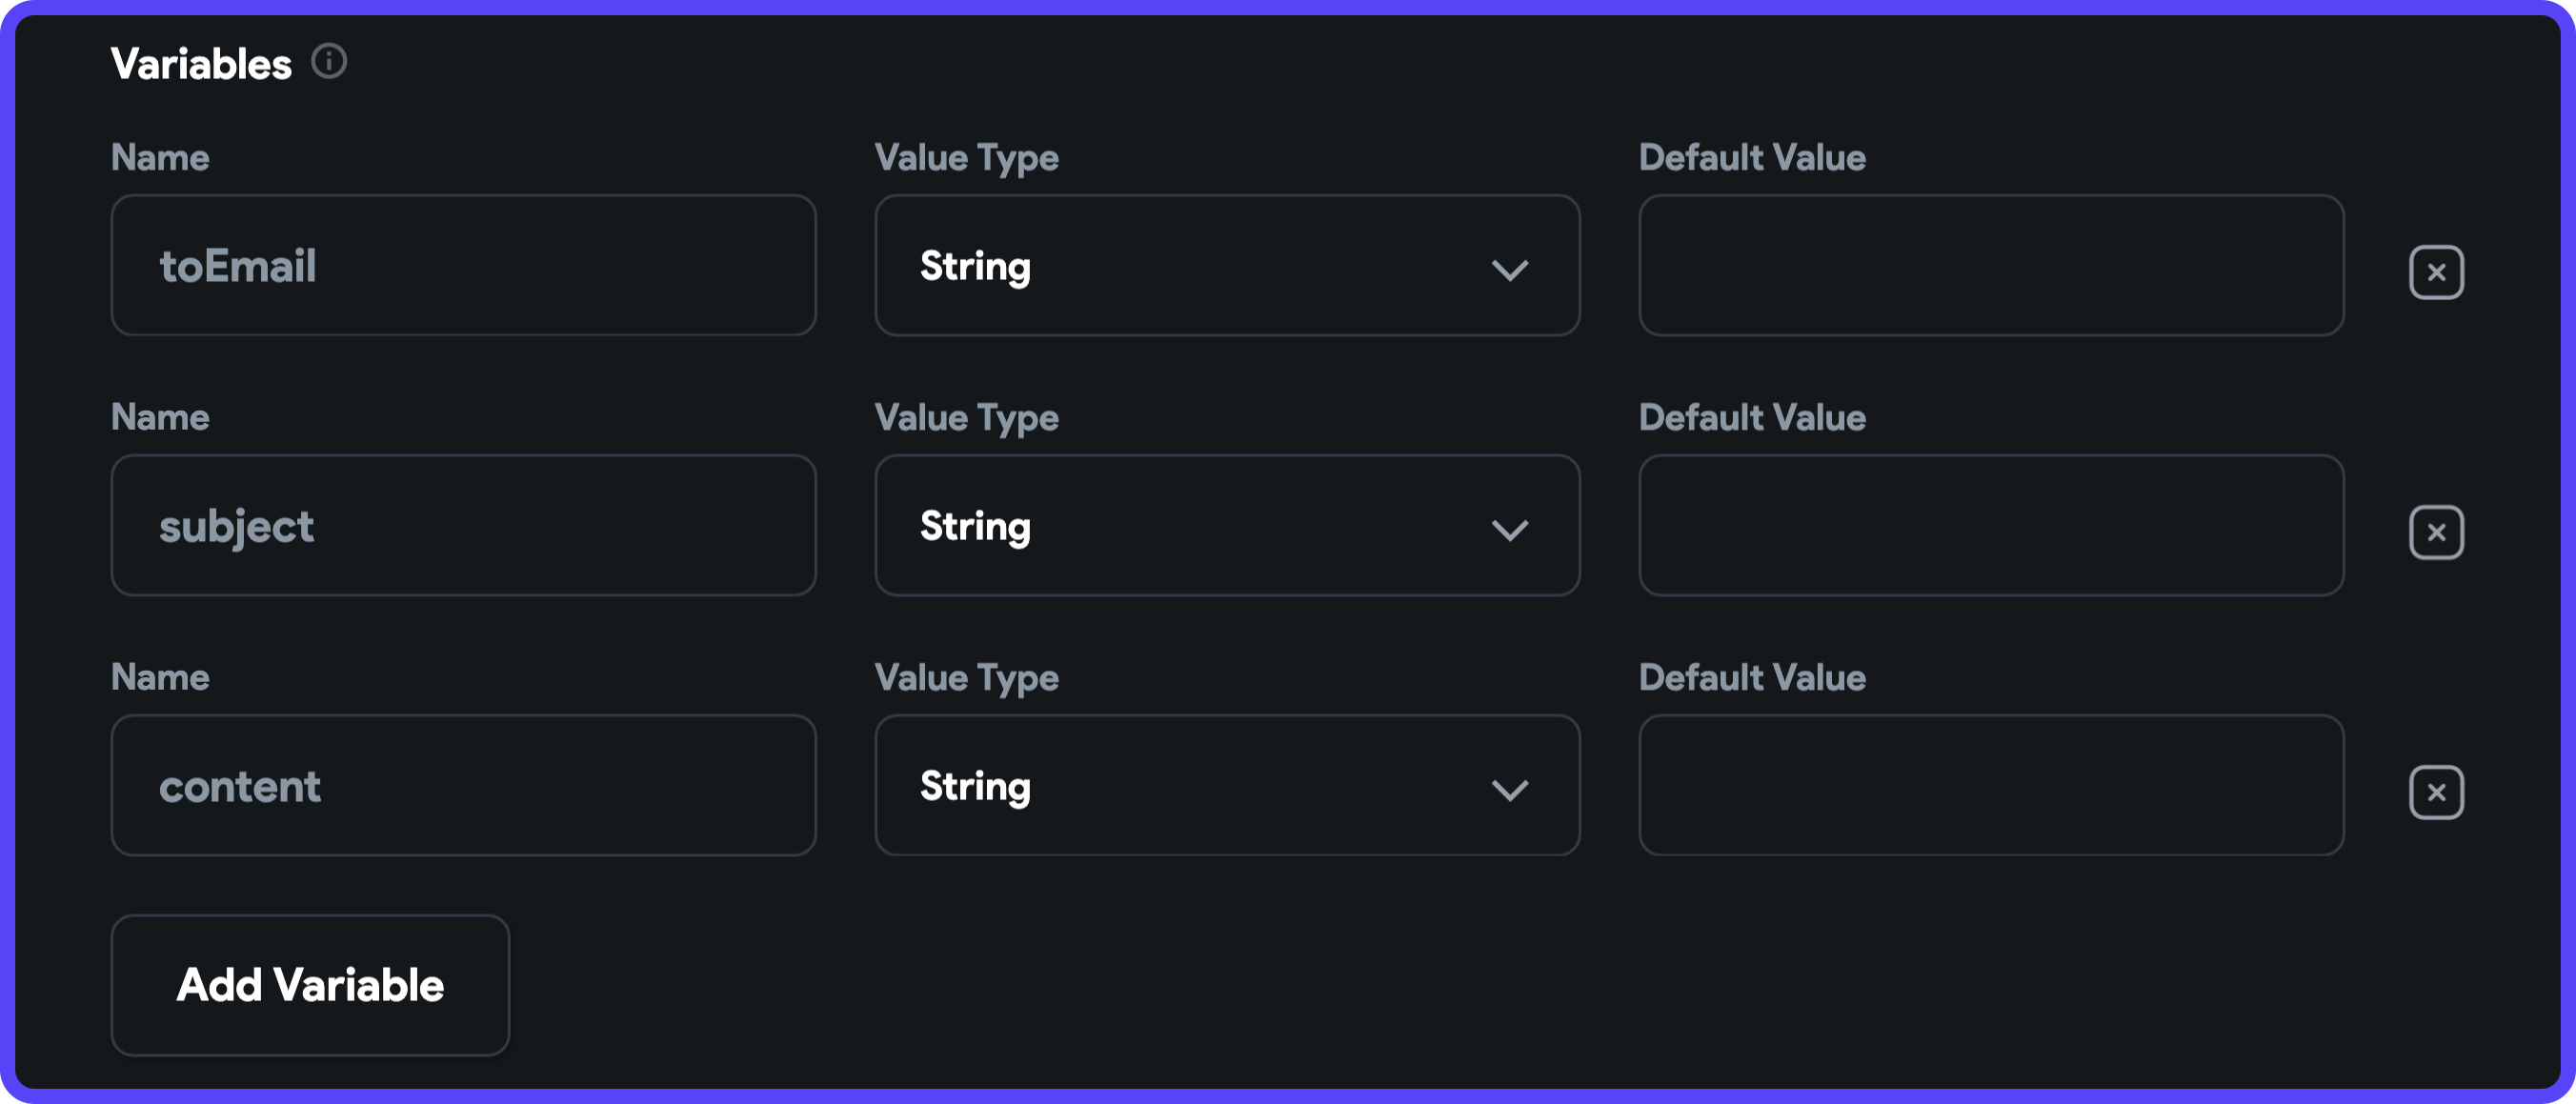 Variables
Name Value Type Default Value
toEmail String
Name Value Type Default Value
subject String
Name Value Type Default Value
content String
Add Variable